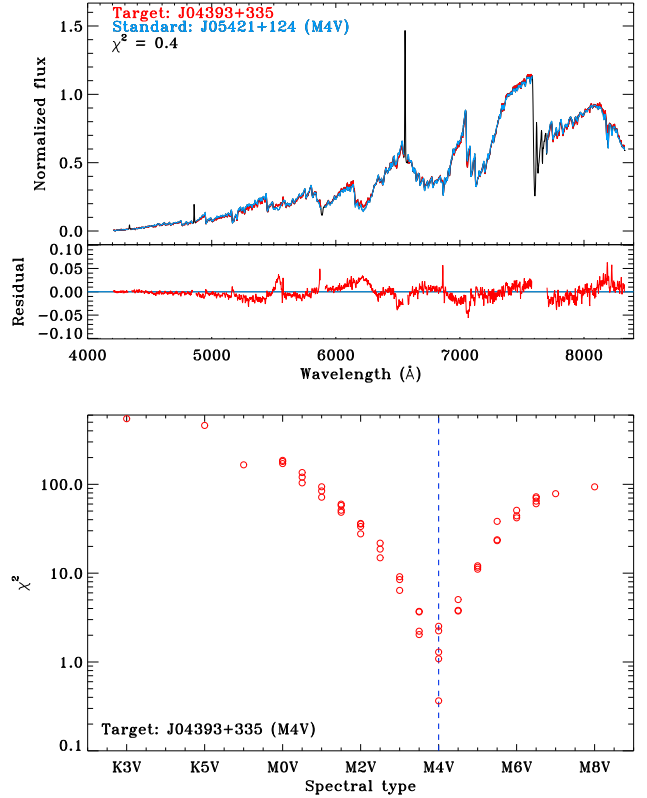 Target: J04393+335
Standard: J05421+124 (M4V)
χ² = 0.4
Normalized flux
1.5
1.0
0.5
0.0
Residual
0.10
0.05
0.00
−0.05
−0.10
4000 5000 6000 7000 8000
Wavelength (Å)
χ²
100.0
10.0
1.0
0.1
Target: J04393+335 (M4V)
K3V K5V M0V M2V M4V M6V M8V
Spectral type